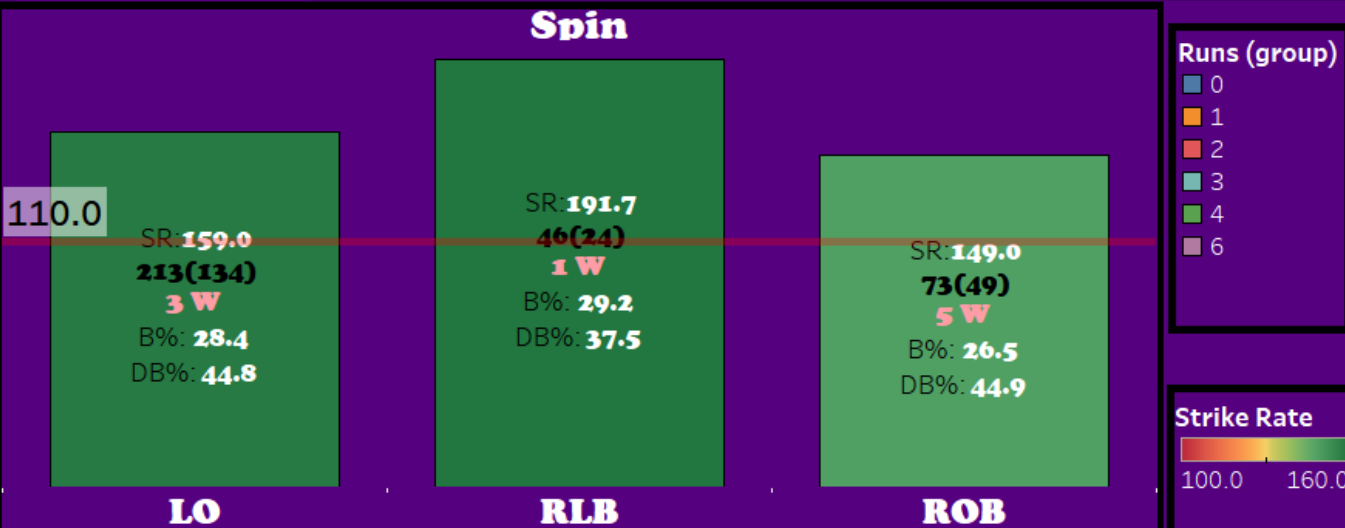 Spin
110.0
SR:159.0
213(134)
3 W
B%: 28.4
DB%: 44.8
LO
SR:191.7
46(24)
1 W
B%: 29.2
DB%: 37.5
RLB
SR:149.0
73(49)
5 W
B%: 26.5
DB%: 44.9
ROB
Runs (group)
0
1
2
3
4
6
Strike Rate
100.0 160.0